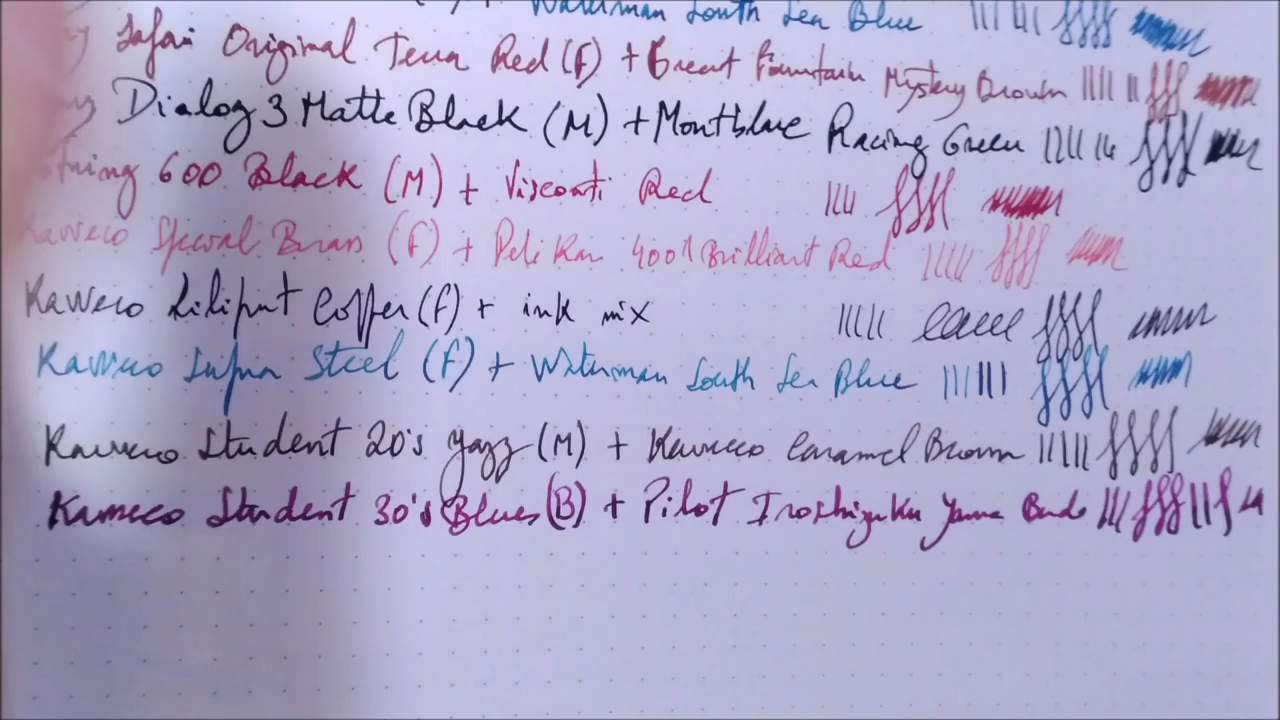 + Waterman South Sea Blue
Safari Original Terra Red (F) + Great Fountain Mystery Brown
Dialog 3 Matte Black (M) + Montblanc Racing Green
600 Black (M) + Visconti Red
Kaweco Special Brass (F) + Pelikan 4001 Brilliant Red
Kaweco Liliput Copper (F) + ink mix
Kaweco Supra Steel (F) + Waterman South Sea Blue
Kaweco Student 20's Jazz (M) + Kaweco Caramel Brown
Kaweco Student 30's Blues (B) + Pilot Iroshizuku Yama Budo